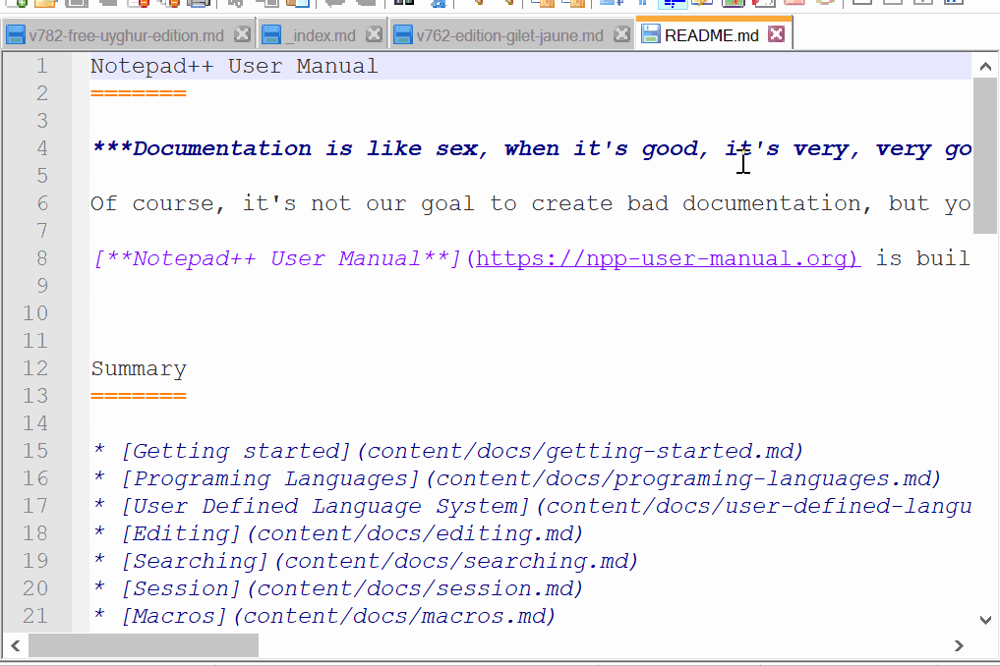 v782-free-uyghur-edition.md _index.md v762-edition-gilet-jaune.md README.md
1 Notepad++ User Manual
2 =======
3
4 ***Documentation is like sex, when it's good, it's very, very go
5
6 Of course, it's not our goal to create bad documentation, but yo
7
8 [**Notepad++ User Manual**](https://npp-user-manual.org) is buil
9
10
11
12 Summary
13 =======
14
15 * [Getting started](content/docs/getting-started.md)
16 * [Programing Languages](content/docs/programing-languages.md)
17 * [User Defined Language System](content/docs/user-defined-langu
18 * [Editing](content/docs/editing.md)
19 * [Searching](content/docs/searching.md)
20 * [Session](content/docs/session.md)
21 * [Macros](content/docs/macros.md)